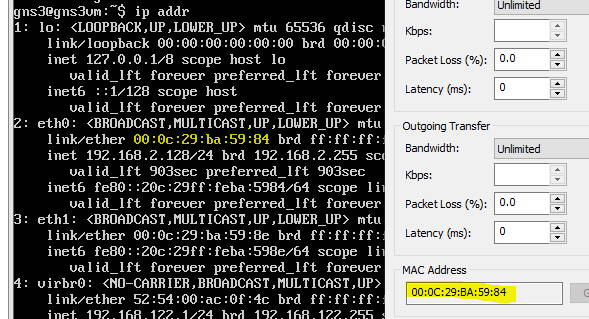 gns3@gns3vm:~$ ip addr
1: lo: <LOOPBACK,UP,LOWER_UP> mtu 65536 qdisc
link/loopback 00:00:00:00:00:00 brd 00:0
inet 127.0.0.1/8 scope host lo
valid_lft forever preferred_lft forever
inet6 ::1/128 scope host
valid_lft forever preferred_lft forever
2: eth0: <BROADCAST,MULTICAST,UP,LOWER_UP> mtu
link/ether 00:0c:29:ba:59:84 brd ff:ff:ff:f
inet 192.168.2.128/24 brd 192.168.2.255 sco
valid_lft 903sec preferred_lft 903sec
inet6 fe80::20c:29ff:feba:5984/64 scope lin
valid_lft forever preferred_lft forever
3: eth1: <BROADCAST,MULTICAST,UP,LOWER_UP> mtu
link/ether 00:0c:29:ba:59:8e brd ff:ff:ff:f
inet6 fe80::20c:29ff:feba:598e/64 scope lin
valid_lft forever preferred_lft forever
4: virbr0: <NO-CARRIER,BROADCAST,MULTICAST,UP>
link/ether 52:54:00:ac:0f:4c brd ff:ff:ff:f
inet 192.168.122.1/24 brd 192.168.122.255 s
Bandwidth:
Unlimited
Kbps:
Packet Loss (%):
0.0
Latency (ms):
0
Outgoing Transfer
Bandwidth:
Unlimited
Kbps:
Packet Loss (%):
0.0
Latency (ms):
0
MAC Address
00:0C:29:BA:59:84
G